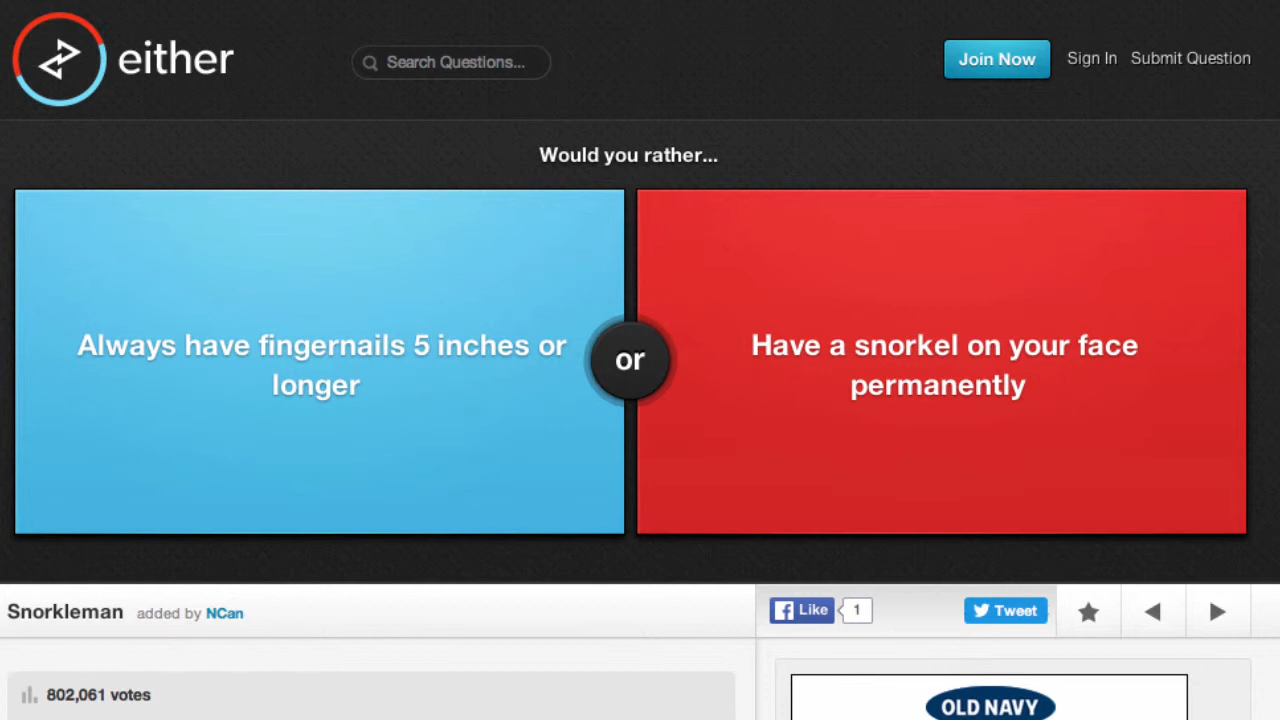 either
Search Questions...
Join Now
Sign In
Submit Question
Would you rather...
Always have fingernails 5 inches or
longer
or
Have a snorkel on your face
permanently
Snorkleman added by NCan
Like
1
Tweet
802,061 votes
OLD NAVY